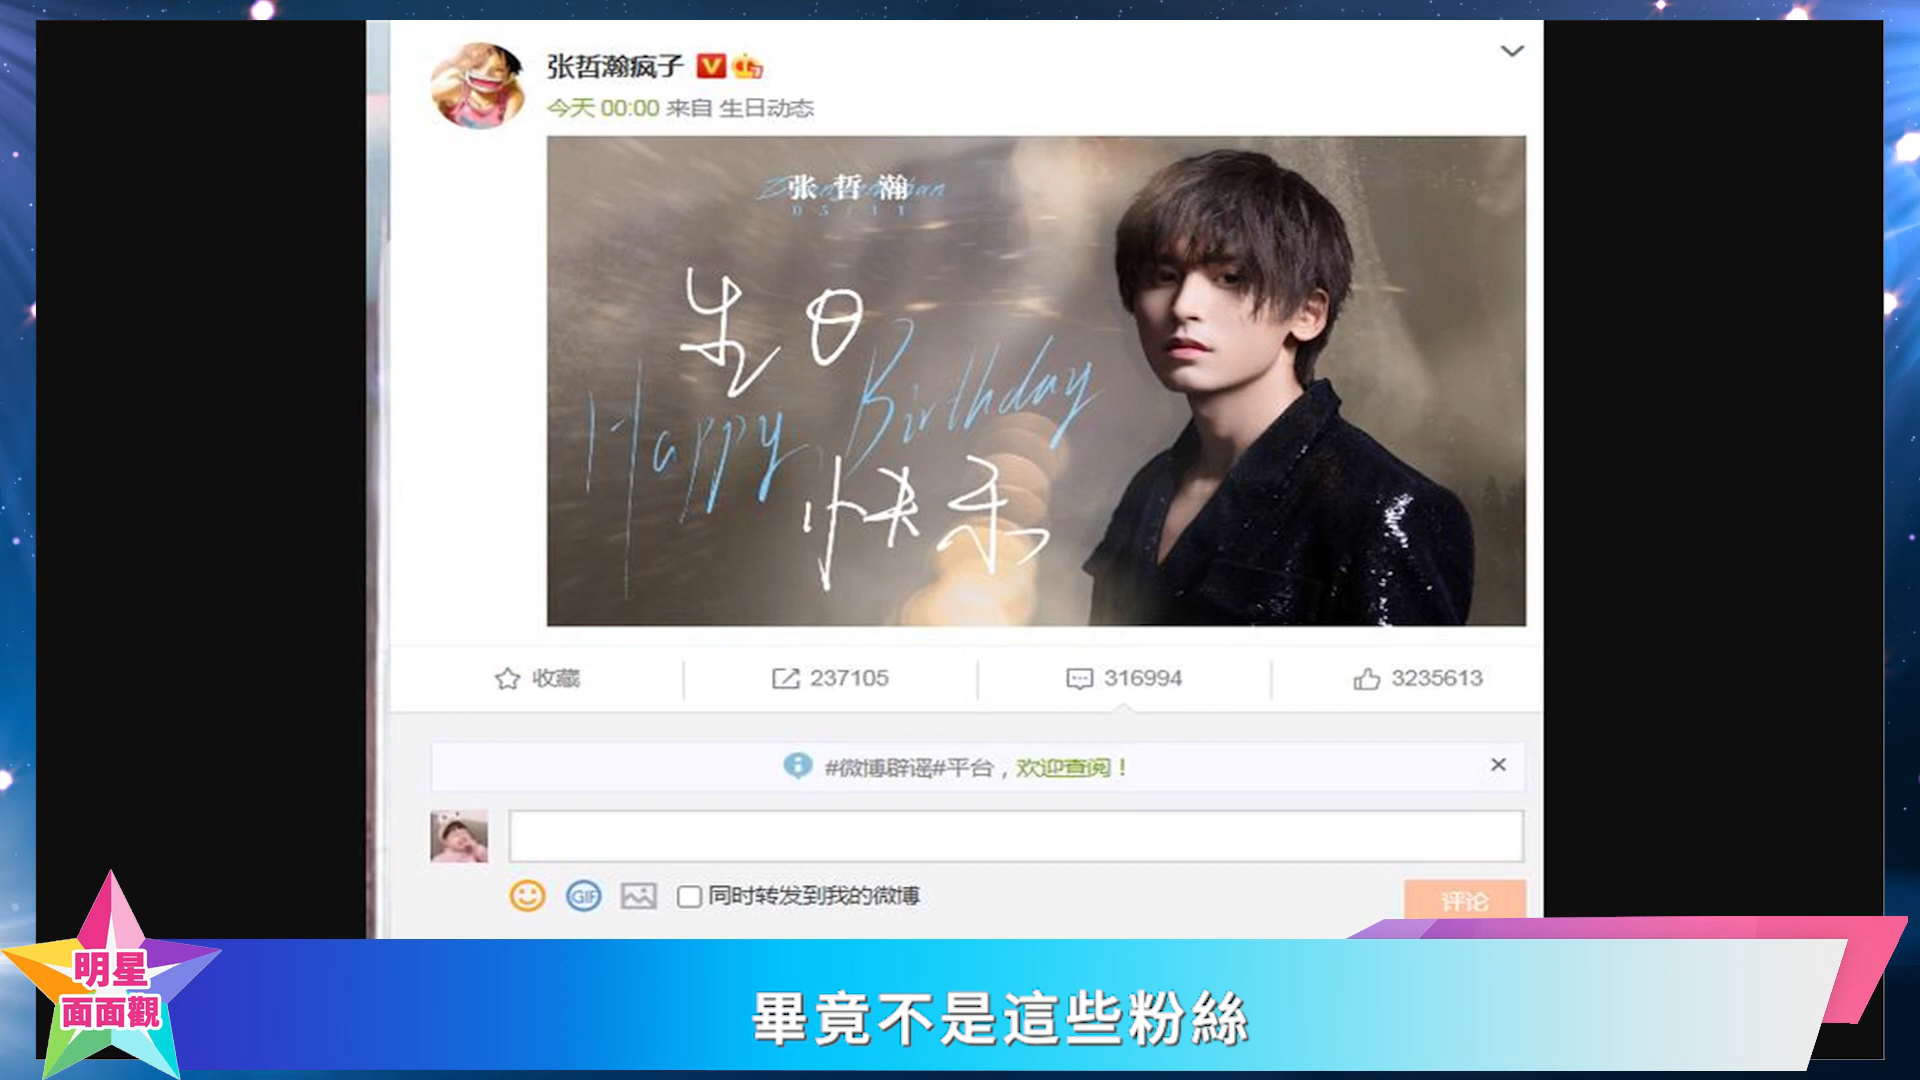 张哲瀚疯子
今天 00:00 来自 生日动态
张哲瀚
05/11
生日
Happy Birthday
快乐
收藏
237105
316994
3235613
#微博辟谣#平台，欢迎查阅！
GIF
同时转发到我的微博
评论
明星
面面觀
畢竟不是這些粉絲